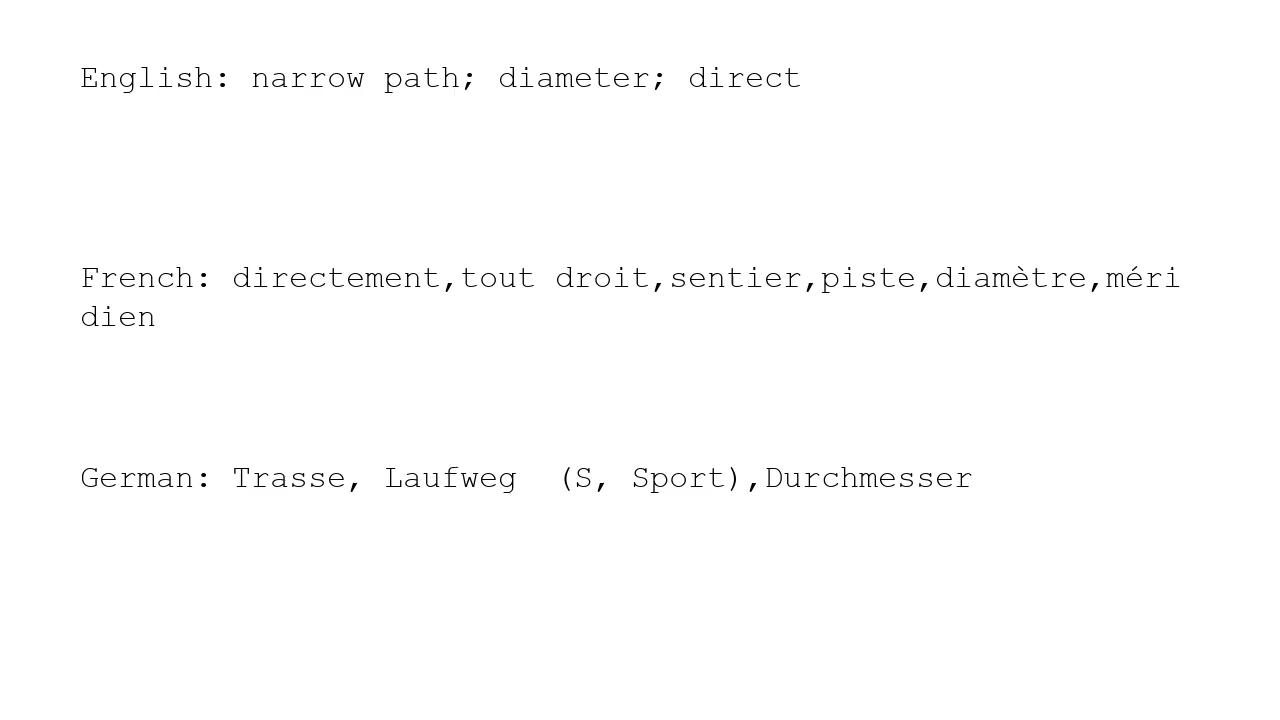 English: narrow path; diameter; direct
French: directement,tout droit,sentier,piste,diamètre,méri
dien
German: Trasse, Laufweg  (S, Sport),Durchmesser